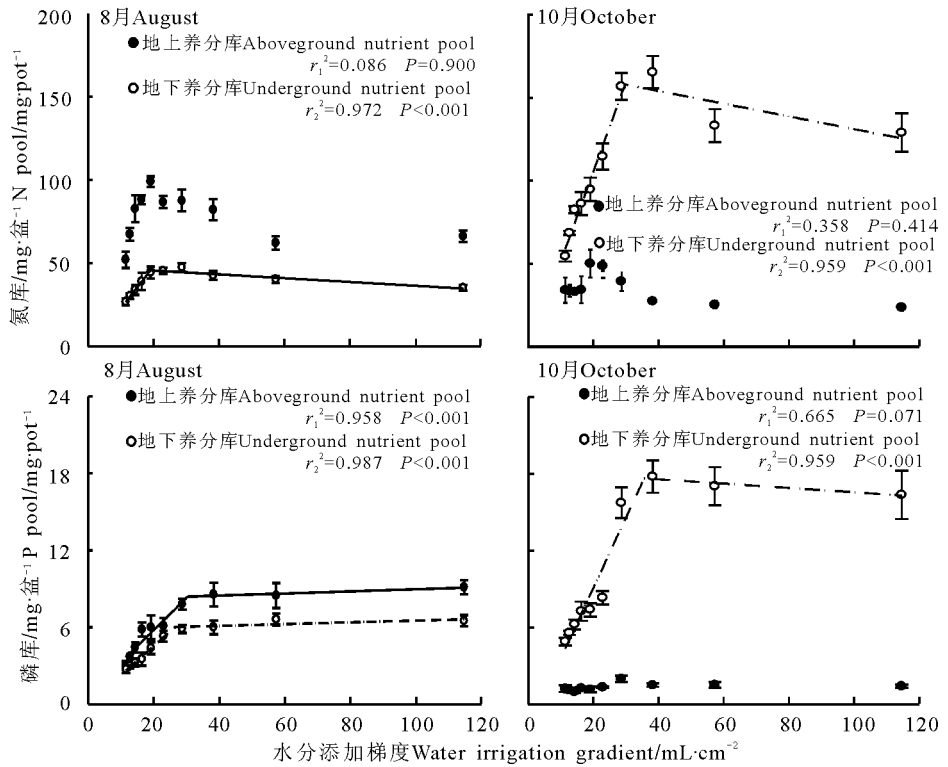 8月August
●地上养分库Aboveground nutrient pool
r₁²=0.086 P=0.900
○地下养分库Underground nutrient pool
r₂²=0.972 P<0.001
200
150
100
50
0
氮库/mg·盆⁻¹ N pool/mg·pot⁻¹
10月October
●地上养分库Aboveground nutrient pool
r₁²=0.358 P=0.414
○地下养分库Underground nutrient pool
r₂²=0.959 P<0.001
8月August
●地上养分库Aboveground nutrient pool
r₁²=0.958 P<0.001
○地下养分库Underground nutrient pool
r₂²=0.987 P<0.001
24
18
12
6
0
磷库/mg·盆⁻¹ P pool/mg·pot⁻¹
0 20 40 60 80 100 120
10月October
●地上养分库Aboveground nutrient pool
r₁²=0.665 P=0.071
○地下养分库Underground nutrient pool
r₂²=0.959 P<0.001
0 20 40 60 80 100 120
水分添加梯度Water irrigation gradient/mL·cm⁻²